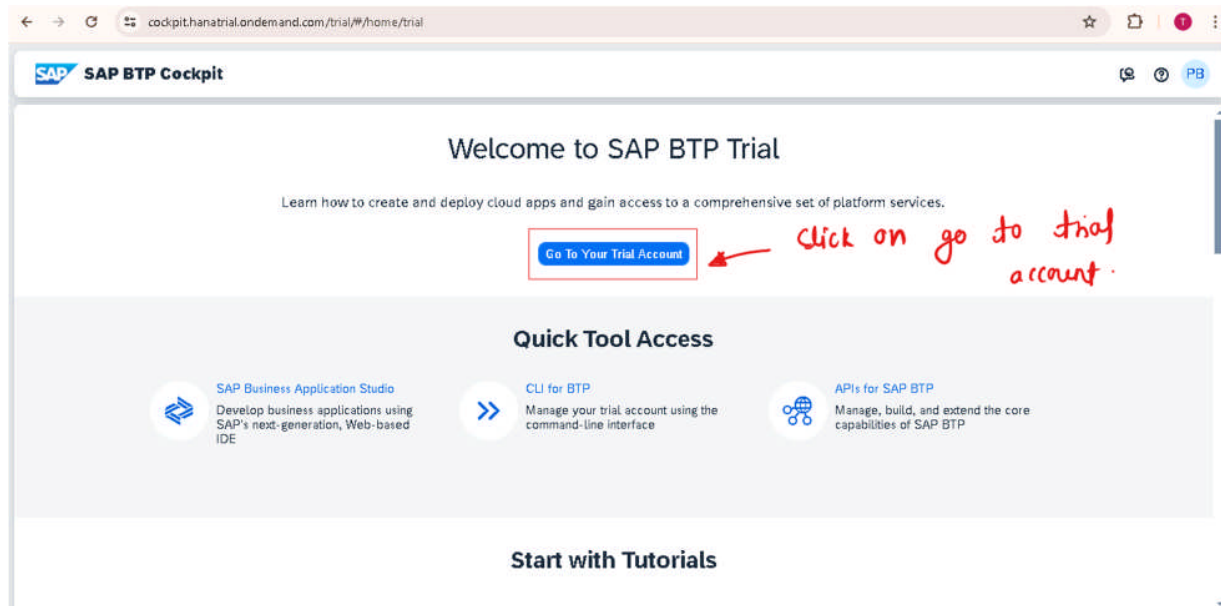 cockpit.hanatrial.ondemand.com/trial/#/home/trial
T
SAP SAP BTP Cockpit
PB
Welcome to SAP BTP Trial
Learn how to create and deploy cloud apps and gain access to a comprehensive set of platform services.
Go To Your Trial Account
Click on go to trial
account.
Quick Tool Access
SAP Business Application Studio
Develop business applications using
SAP's next-generation, Web-based
IDE
CLI for BTP
Manage your trial account using the
command-line interface
APIs for SAP BTP
Manage, build, and extend the core
capabilities of SAP BTP
Start with Tutorials